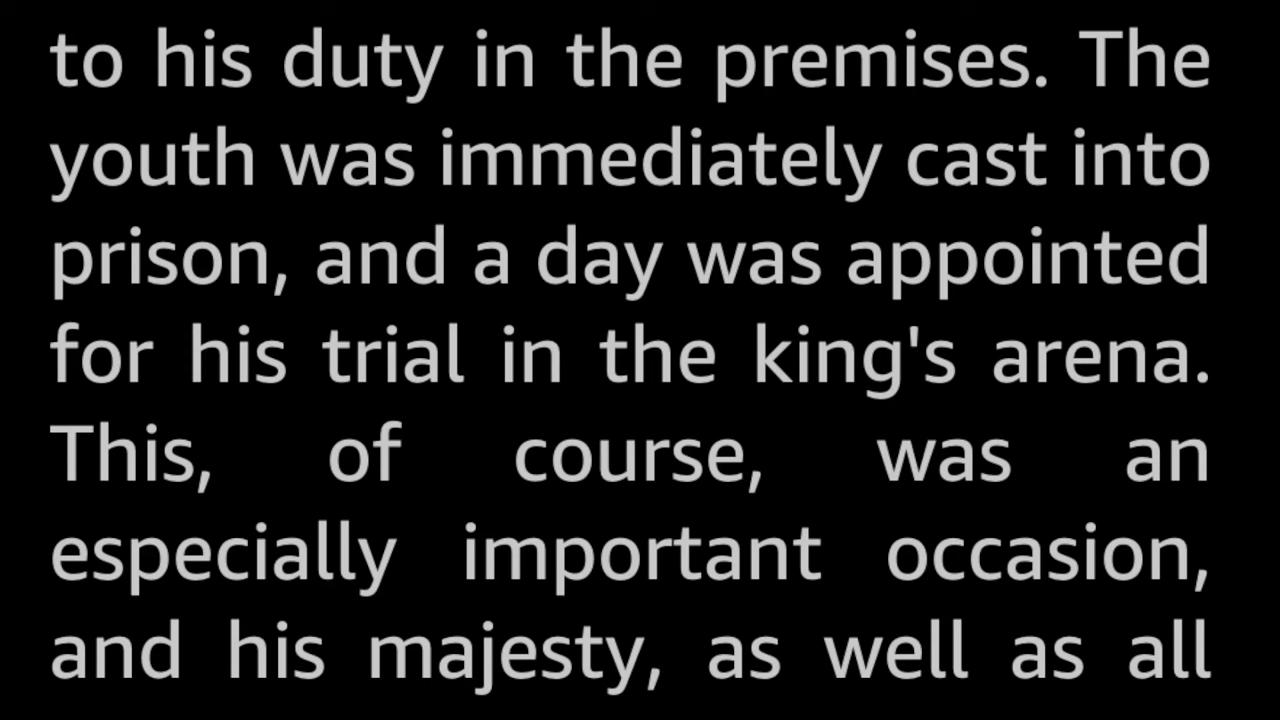 to his duty in the premises. The
youth was immediately cast into
prison, and a day was appointed
for his trial in the king's arena.
This, of course, was an
especially important occasion,
and his majesty, as well as all